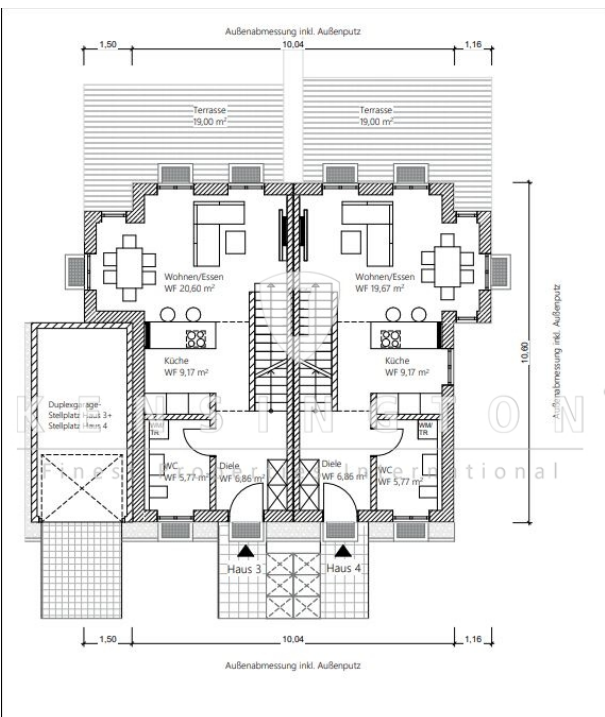 Außenabmessung inkl. Außenputz
1,50 10,04 1,16
Terrasse
19,00 m²
Terrasse
19,00 m²
Wohnen/Essen
WF 20,60 m²
Wohnen/Essen
WF 19,67 m²
10,60
Außenabmessung inkl. Außenputz
Küche
WF 9,17 m²
Küche
WF 9,17 m²
Duplexgarage-
Stellplatz Haus 3+
Stellplatz Haus 4
KENSINGTON
Finest Properties International
WM/
TR
WM/
TR
WC
WF 5,77 m²
Diele
WF 6,86 m²
Diele
WF 6,86 m²
WC
WF 5,77 m²
Haus 3
Haus 4
1,50 10,04 1,16
Außenabmessung inkl. Außenputz